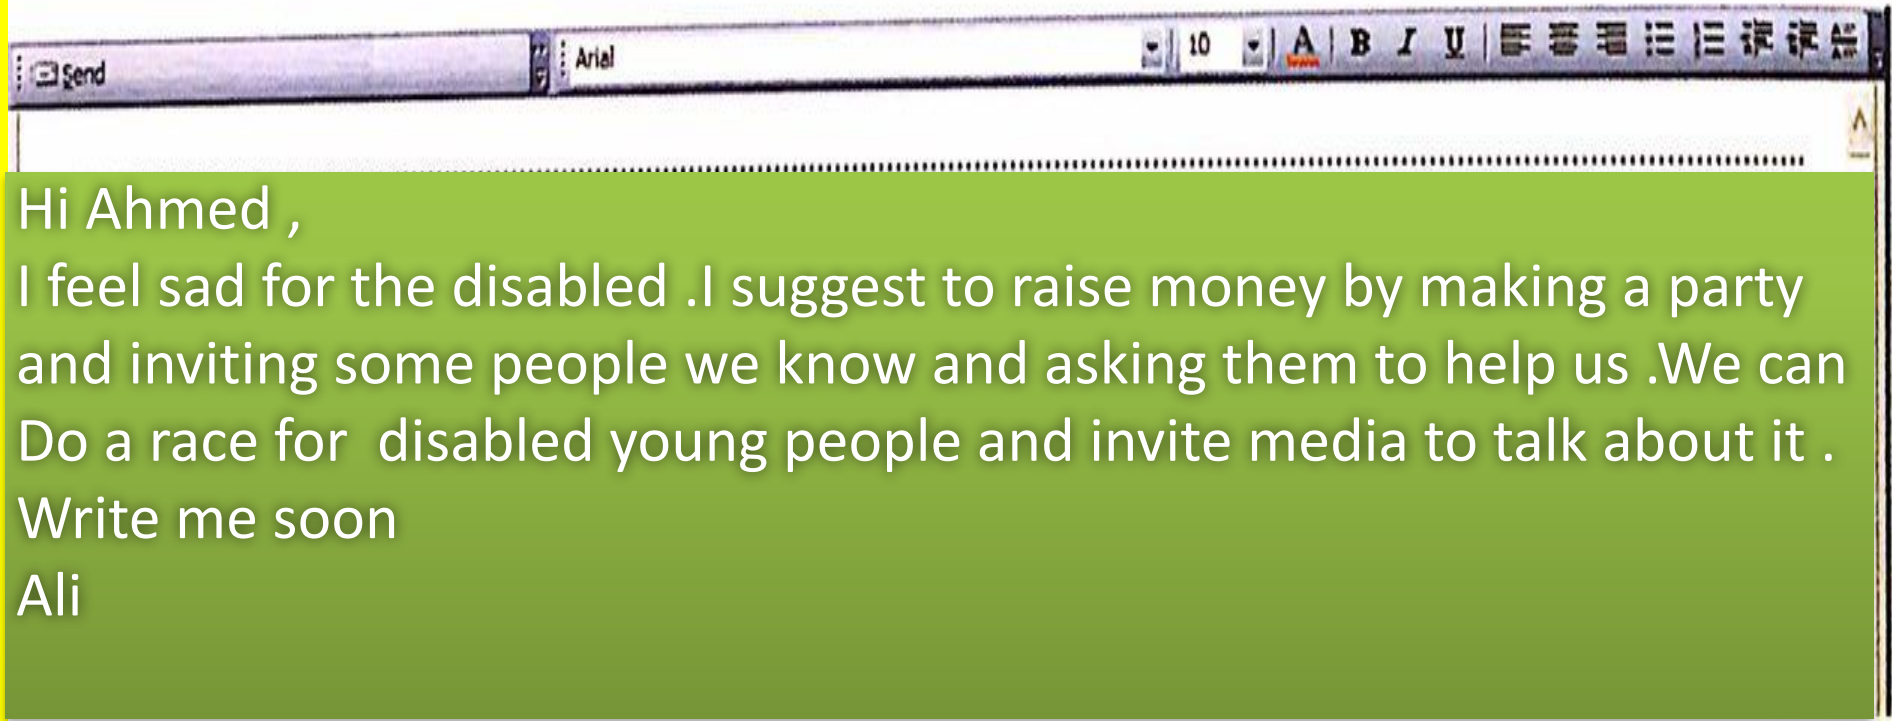 Send Arial 10 A B I U
Hi Ahmed ,
I feel sad for the disabled .I suggest to raise money by making a party
and inviting some people we know and asking them to help us .We can
Do a race for  disabled young people and invite media to talk about it .
Write me soon
Ali